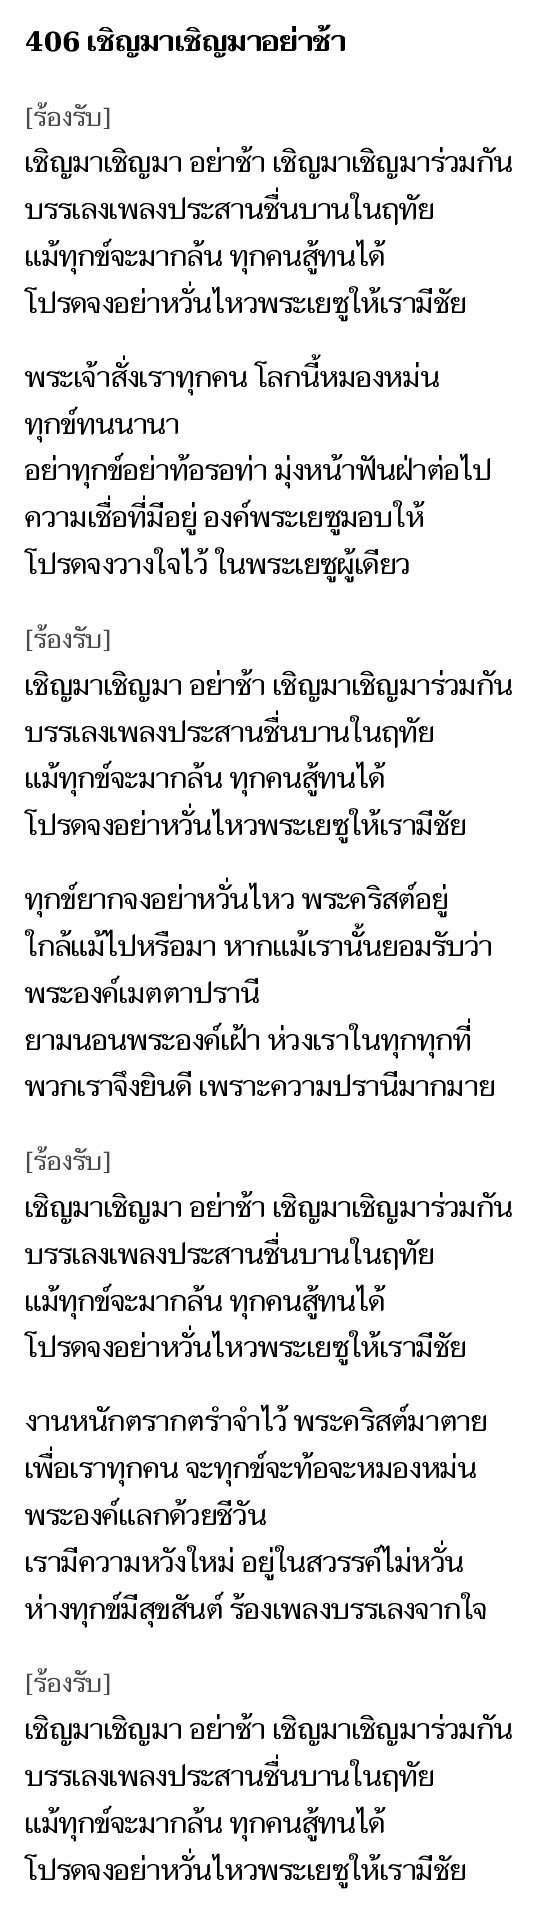 406 เชิญมาเชิญมาอย่าช้า
[ร้องรับ]
เชิญมาเชิญมา อย่าช้า เชิญมาเชิญมาร่วมกัน
บรรเลงเพลงประสานชื่นบานในฤทัย
แม้ทุกข์จะมากล้น ทุกคนสู้ทนได้
โปรดจงอย่าหวั่นไหวพระเยซูให้เรามีชัย
พระเจ้าสั่งเราทุกคน โลกนี้หมองหม่น
ทุกข์ทนนานา
อย่าทุกข์อย่าท้อรอท่า มุ่งหน้าฟันฝ่าต่อไป
ความเชื่อที่มีอยู่ องค์พระเยซูมอบให้
โปรดจงวางใจไว้ ในพระเยซูผู้เดียว
[ร้องรับ]
เชิญมาเชิญมา อย่าช้า เชิญมาเชิญมาร่วมกัน
บรรเลงเพลงประสานชื่นบานในฤทัย
แม้ทุกข์จะมากล้น ทุกคนสู้ทนได้
โปรดจงอย่าหวั่นไหวพระเยซูให้เรามีชัย
ทุกข์ยากจงอย่าหวั่นไหว พระคริสต์อยู่
ใกล้แม้ไปหรือมา หากแม้เรานั้นยอมรับว่า
พระองค์เมตตาปรานี
ยามนอนพระองค์เฝ้า ห่วงเราในทุกทุกที่
พวกเราจึงยินดี เพราะความปรานีมากมาย
[ร้องรับ]
เชิญมาเชิญมา อย่าช้า เชิญมาเชิญมาร่วมกัน
บรรเลงเพลงประสานชื่นบานในฤทัย
แม้ทุกข์จะมากล้น ทุกคนสู้ทนได้
โปรดจงอย่าหวั่นไหวพระเยซูให้เรามีชัย
งานหนักตรากตรำจำไว้ พระคริสต์มาตาย
เพื่อเราทุกคน จะทุกข์จะท้อจะหมองหม่น
พระองค์แลกด้วยชีวัน
เรามีความหวังใหม่ อยู่ในสวรรค์ไม่หวั่น
ห่างทุกข์มีสุขสันต์ ร้องเพลงบรรเลงจากใจ
[ร้องรับ]
เชิญมาเชิญมา อย่าช้า เชิญมาเชิญมาร่วมกัน
บรรเลงเพลงประสานชื่นบานในฤทัย
แม้ทุกข์จะมากล้น ทุกคนสู้ทนได้
โปรดจงอย่าหวั่นไหวพระเยซูให้เรามีชัย